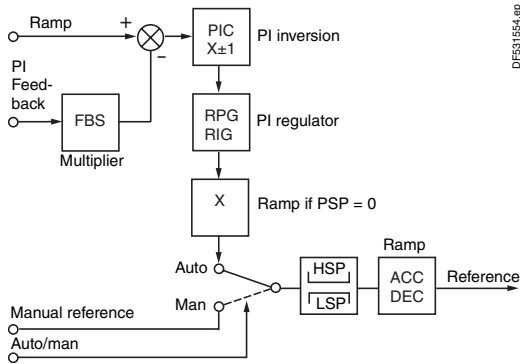 Ramp
+
–
PIC
X±1
PI inversion
DF531554.ep
PI
Feed-
back
FBS
Multiplier
RPG
RIG
PI regulator
X
Ramp if PSP = 0
Auto
Man
HSP
LSP
Ramp
ACC
DEC
Reference
Manual reference
Auto/man